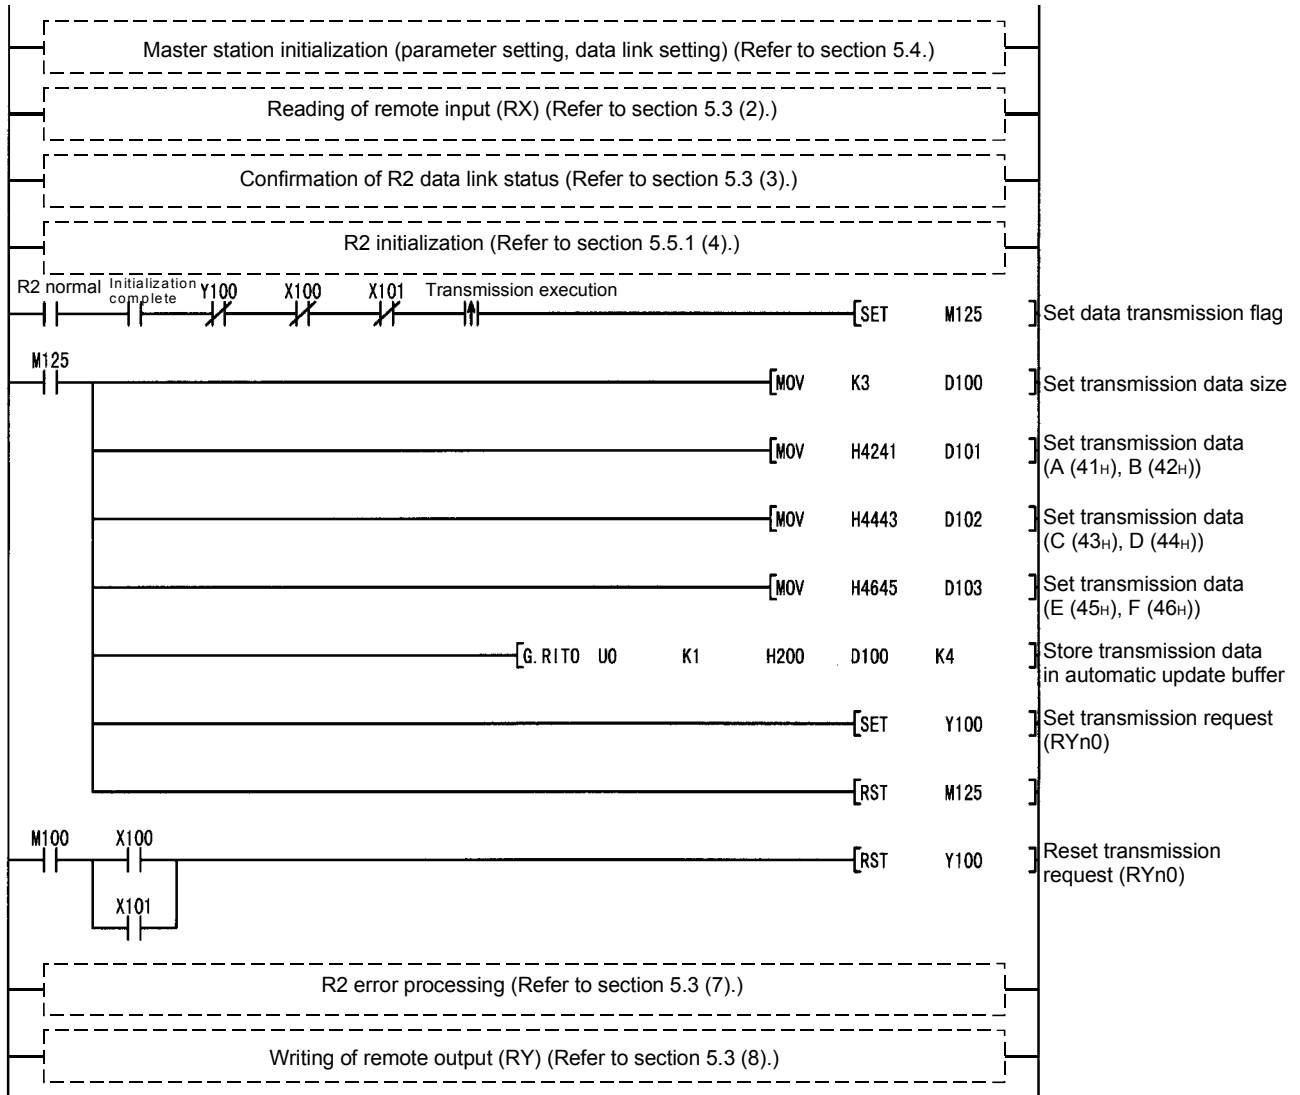 Master station initialization (parameter setting, data link setting) (Refer to section 5.4.)
Reading of remote input (RX) (Refer to section 5.3 (2).)
Confirmation of R2 data link status (Refer to section 5.3 (3).)
R2 initialization (Refer to section 5.5.1 (4).)
R2 normal Initialization complete Y100 X100 X101 Transmission execution
[SET M125 ] Set data transmission flag
M125
[MOV K3 D100 ] Set transmission data size
[MOV H4241 D101 ] Set transmission data
(A (41H), B (42H))
[MOV H4443 D102 ] Set transmission data
(C (43H), D (44H))
[MOV H4645 D103 ] Set transmission data
(E (45H), F (46H))
[G.RITO U0 K1 H200 D100 K4 ] Store transmission data
in automatic update buffer
[SET Y100 ] Set transmission request
(RYn0)
[RST M125 ]
M100 X100
[RST Y100 ] Reset transmission
request (RYn0)
X101
R2 error processing (Refer to section 5.3 (7).)
Writing of remote output (RY) (Refer to section 5.3 (8).)